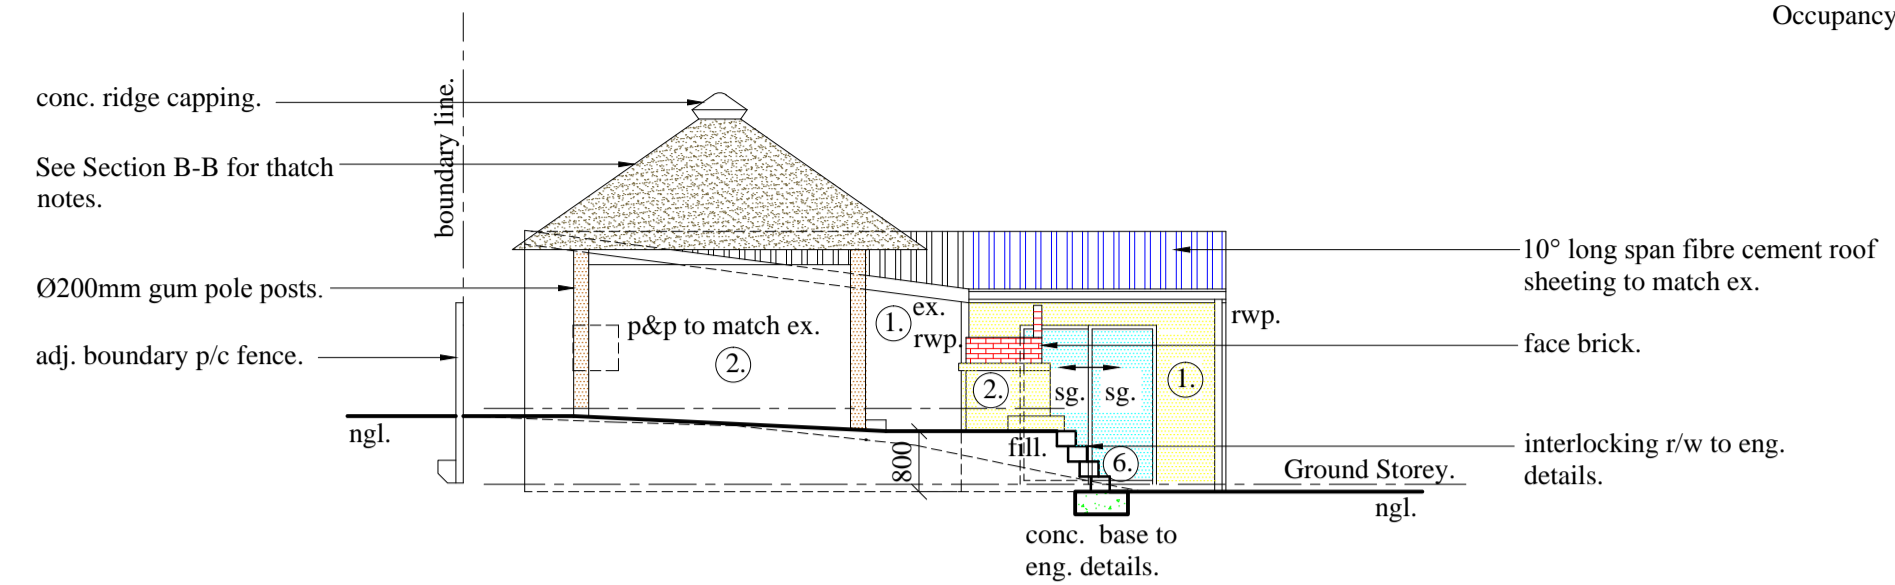 Occupancy
conc. ridge capping.
boundary line.
See Section B-B for thatch
notes.
10° long span fibre cement roof
sheeting to match ex.
Ø200mm gum pole posts.
1.
ex.
rwp.
rwp.
p&p to match ex.
2.
face brick.
adj. boundary p/c fence.
2.
sg.
sg.
1.
ngl.
800
fill.
6.
interlocking r/w to eng.
details.
Ground Storey.
ngl.
conc. base to
eng. details.